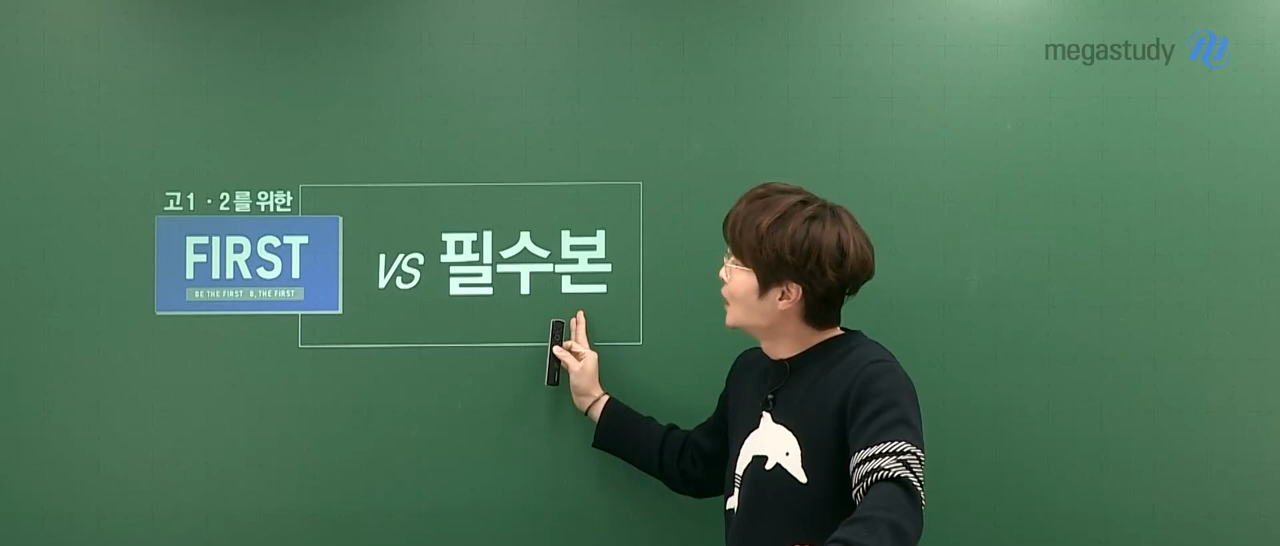 megastudy
고1·2를 위한
FIRST
BE THE FIRST B, THE FIRST
VS 필수본